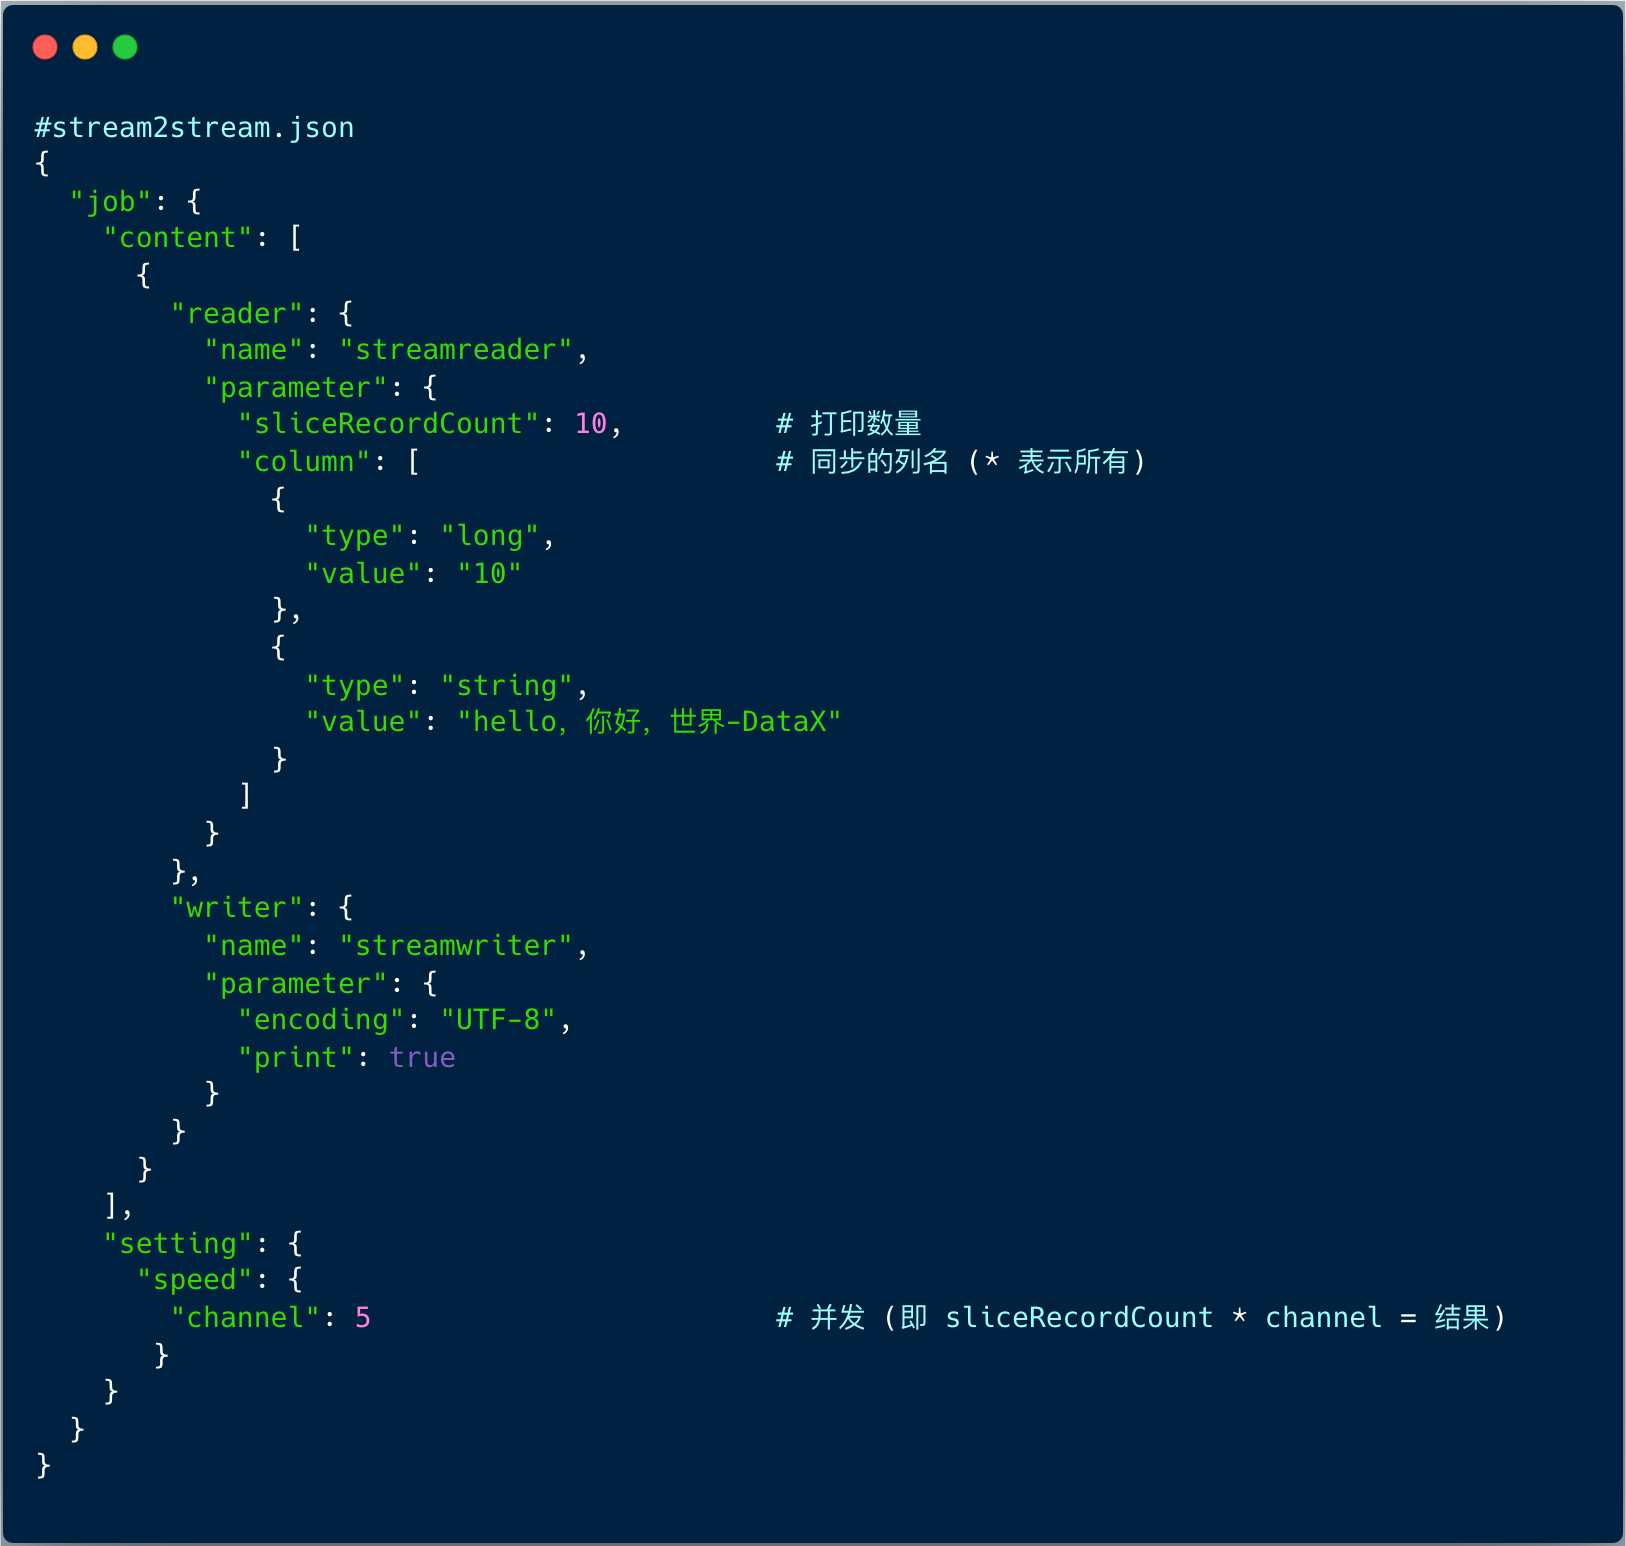 #stream2stream.json
{
  "job": {
    "content": [
      {
        "reader": {
          "name": "streamreader",
          "parameter": {
            "sliceRecordCount": 10,         # 打印数量
            "column": [                     # 同步的列名 (* 表示所有)
              {
                "type": "long",
                "value": "10"
              },
              {
                "type": "string",
                "value": "hello，你好，世界-DataX"
              }
            ]
          }
        },
        "writer": {
          "name": "streamwriter",
          "parameter": {
            "encoding": "UTF-8",
            "print": true
          }
        }
      }
    ],
    "setting": {
      "speed": {
        "channel": 5                        # 并发 (即 sliceRecordCount * channel = 结果)
       }
    }
  }
}